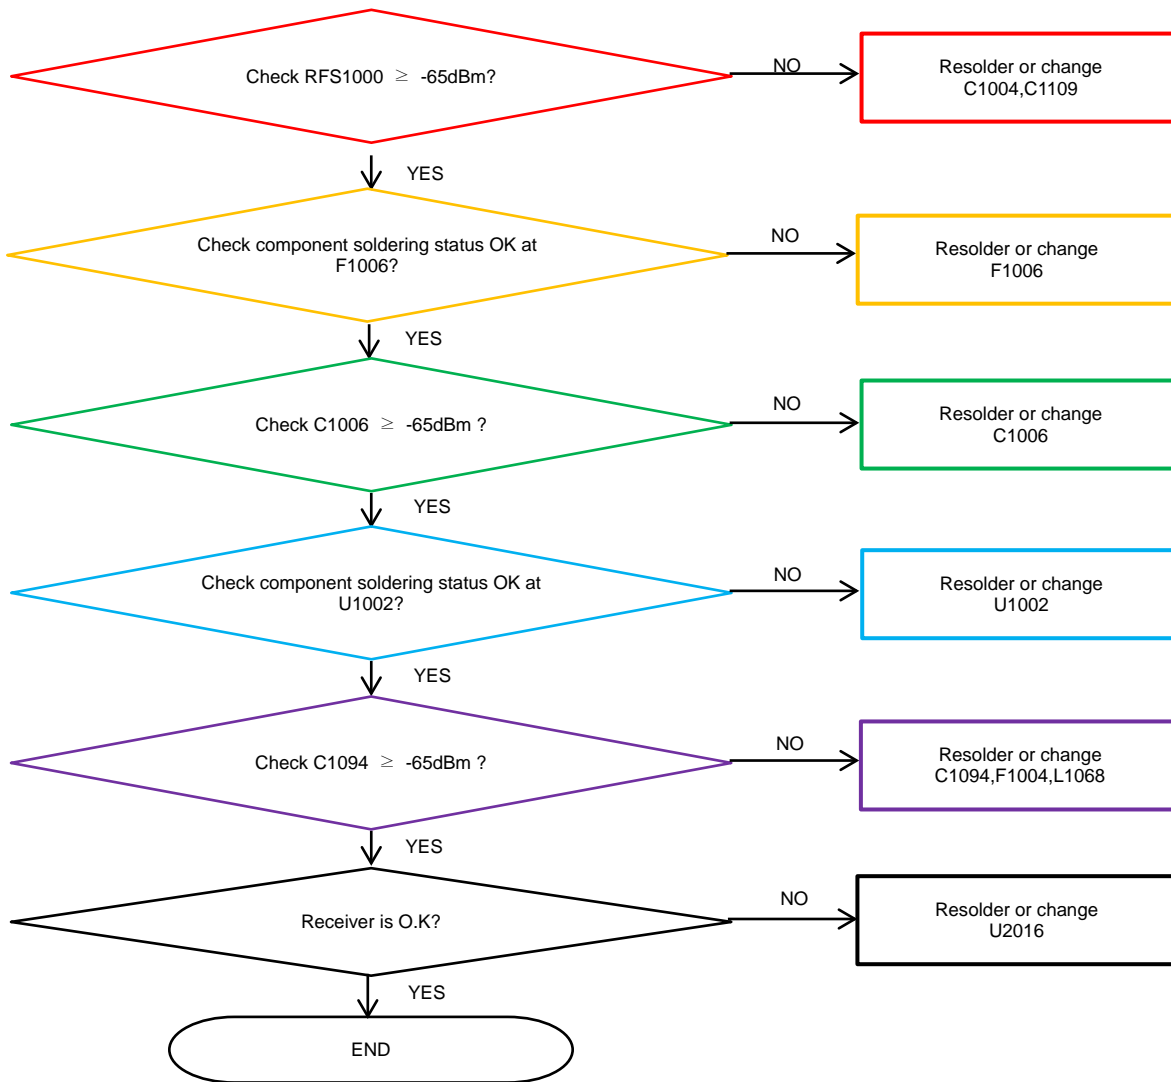 Check RFS1000 ≥ -65dBm?
NO
Resolder or change
C1004,C1109
YES
Check component soldering status OK at
F1006?
NO
Resolder or change
F1006
YES
Check C1006 ≥ -65dBm ?
NO
Resolder or change
C1006
YES
Check component soldering status OK at
U1002?
NO
Resolder or change
U1002
YES
Check C1094 ≥ -65dBm ?
NO
Resolder or change
C1094,F1004,L1068
YES
Receiver is O.K?
NO
Resolder or change
U2016
YES
END